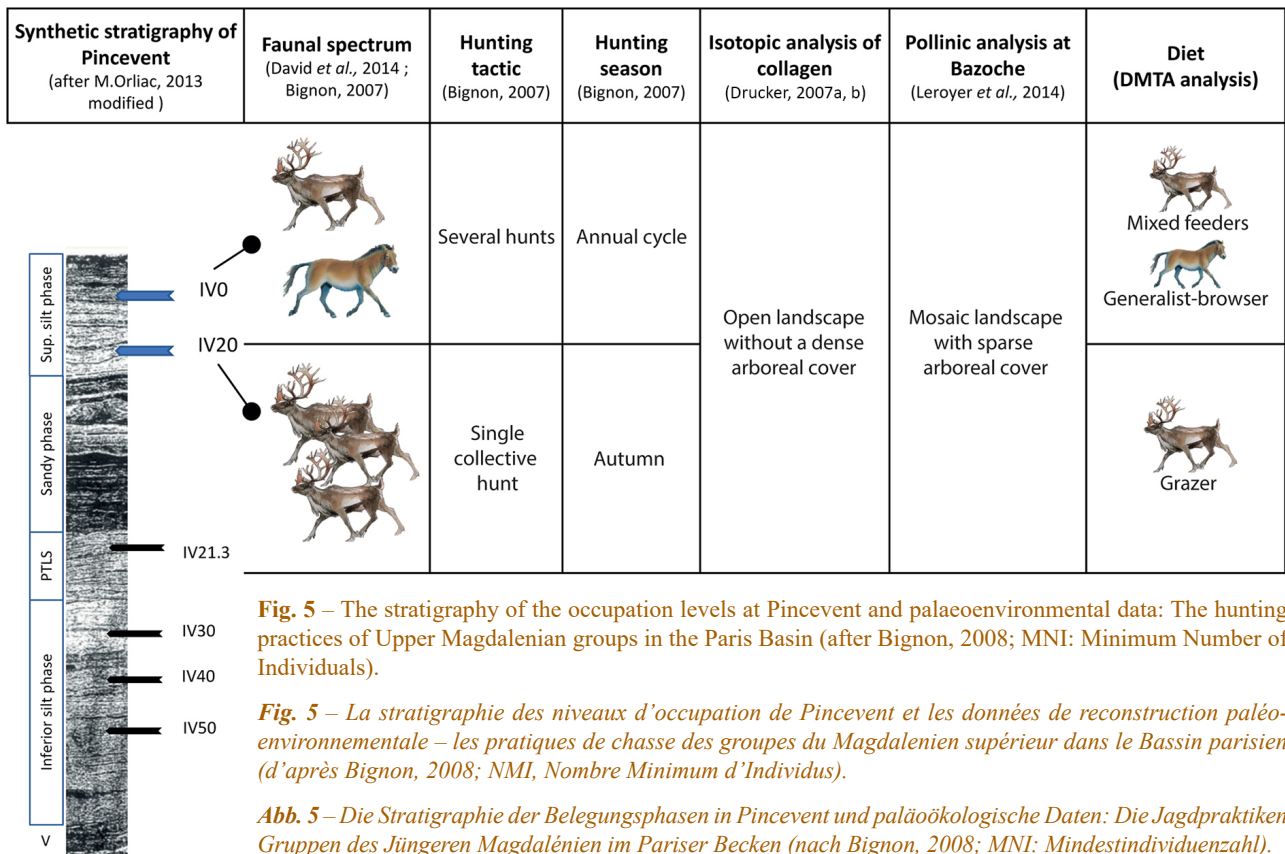 Synthetic stratigraphy of
Pincevent
(after M.Orliac, 2013
modified )
Faunal spectrum
(David et al., 2014 ;
Bignon, 2007)
Hunting
tactic
(Bignon, 2007)
Hunting
season
(Bignon, 2007)
Isotopic analysis of
collagen
(Drucker, 2007a, b)
Pollinic analysis at
Bazoche
(Leroyer et al., 2014)
Diet
(DMTA analysis)
Sup. silt phase
Sandy phase
PTLS
Inferior silt phase
V
IV0
IV20
IV21.3
IV30
IV40
IV50
Several hunts
Annual cycle
Open landscape
without a dense
arboreal cover
Mosaic landscape
with sparse
arboreal cover
Mixed feeders
Generalist-browser
Single
collective
hunt
Autumn
Grazer
Fig. 5 – The stratigraphy of the occupation levels at Pincevent and palaeoenvironmental data: The hunting
practices of Upper Magdalenian groups in the Paris Basin (after Bignon, 2008; MNI: Minimum Number of
Individuals).
Fig. 5 – La stratigraphie des niveaux d'occupation de Pincevent et les données de reconstruction paléo-
environnementale – les pratiques de chasse des groupes du Magdalenien supérieur dans le Bassin parisien
(d'après Bignon, 2008; NMI, Nombre Minimum d'Individus).
Abb. 5 – Die Stratigraphie der Belegungsphasen in Pincevent und paläoökologische Daten: Die Jagdpraktiken
Gruppen des Jüngeren Magdalénien im Pariser Becken (nach Bignon, 2008; MNI: Mindestindividuenzahl).